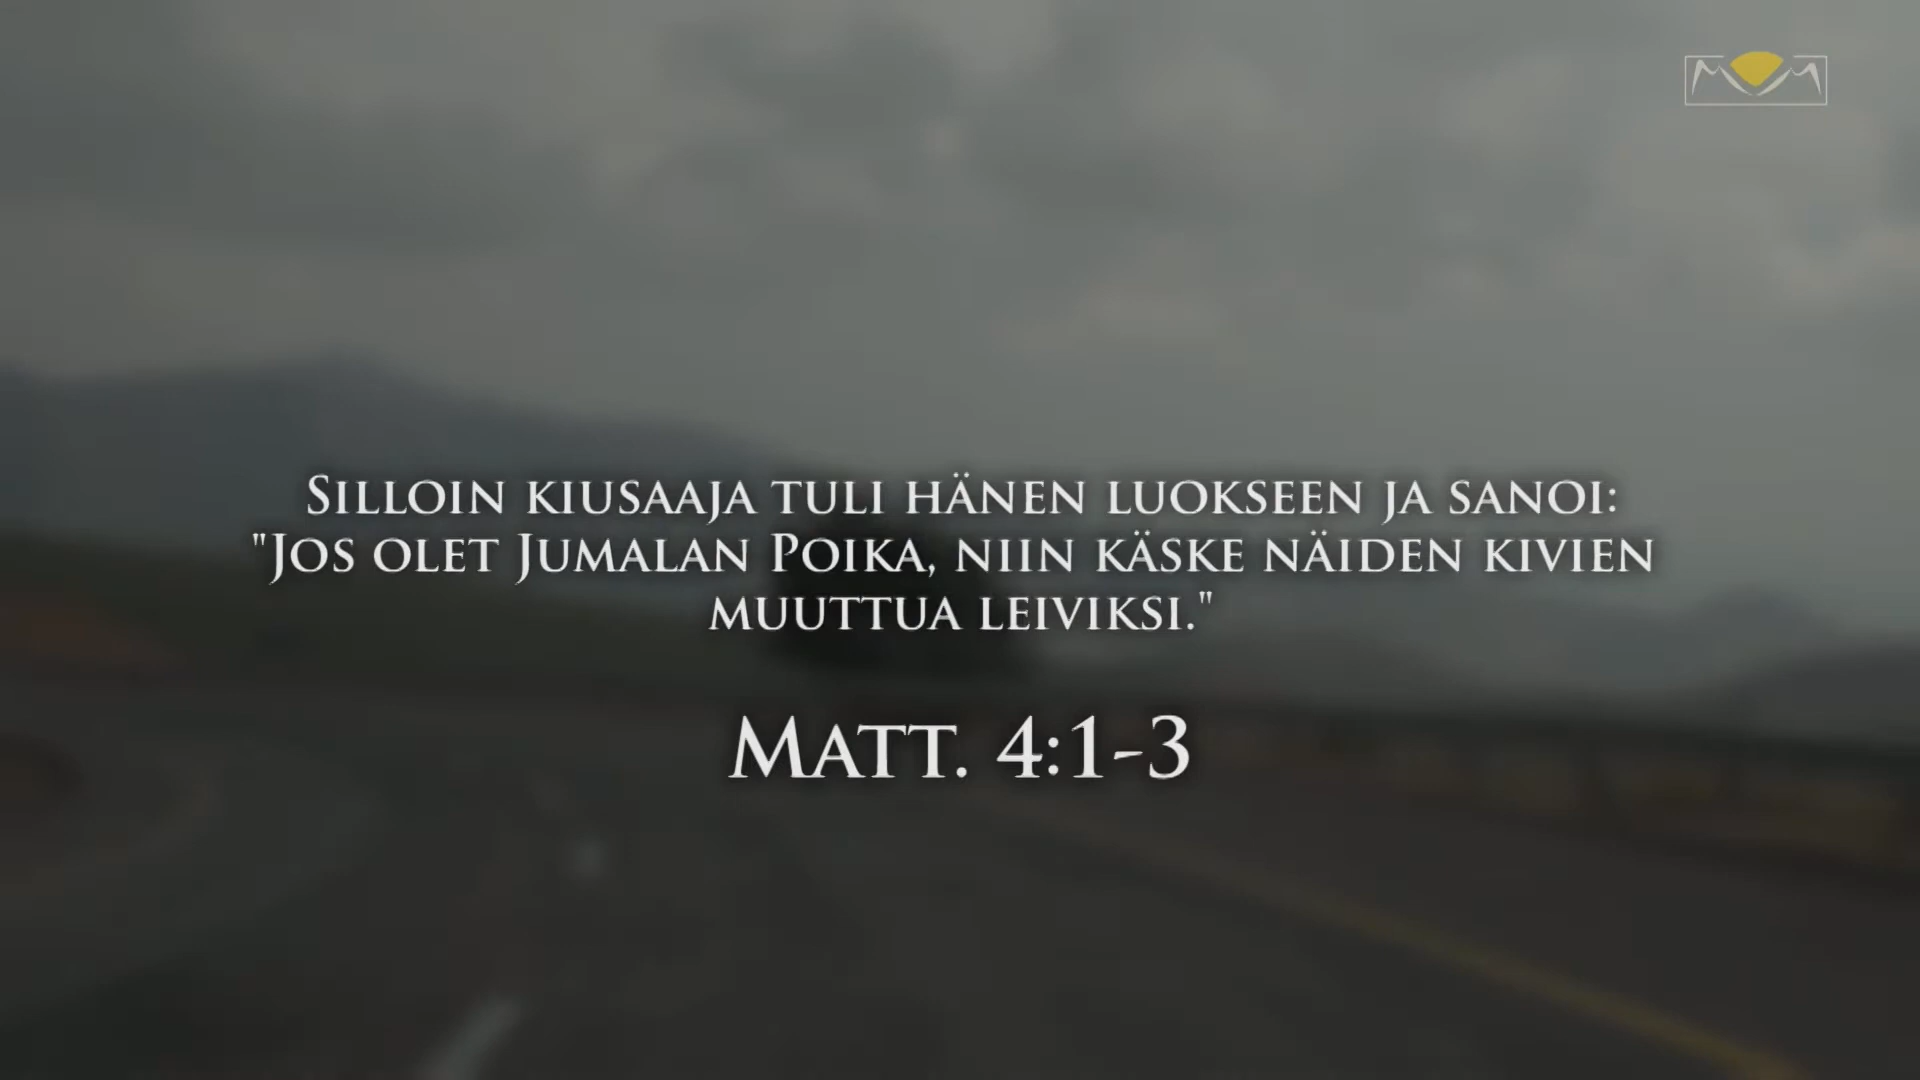 Silloin kiusaaja tuli hänen luokseen ja sanoi:
"Jos olet Jumalan Poika, niin käske näiden kivien
muuttua leiviksi."
Matt. 4:1-3